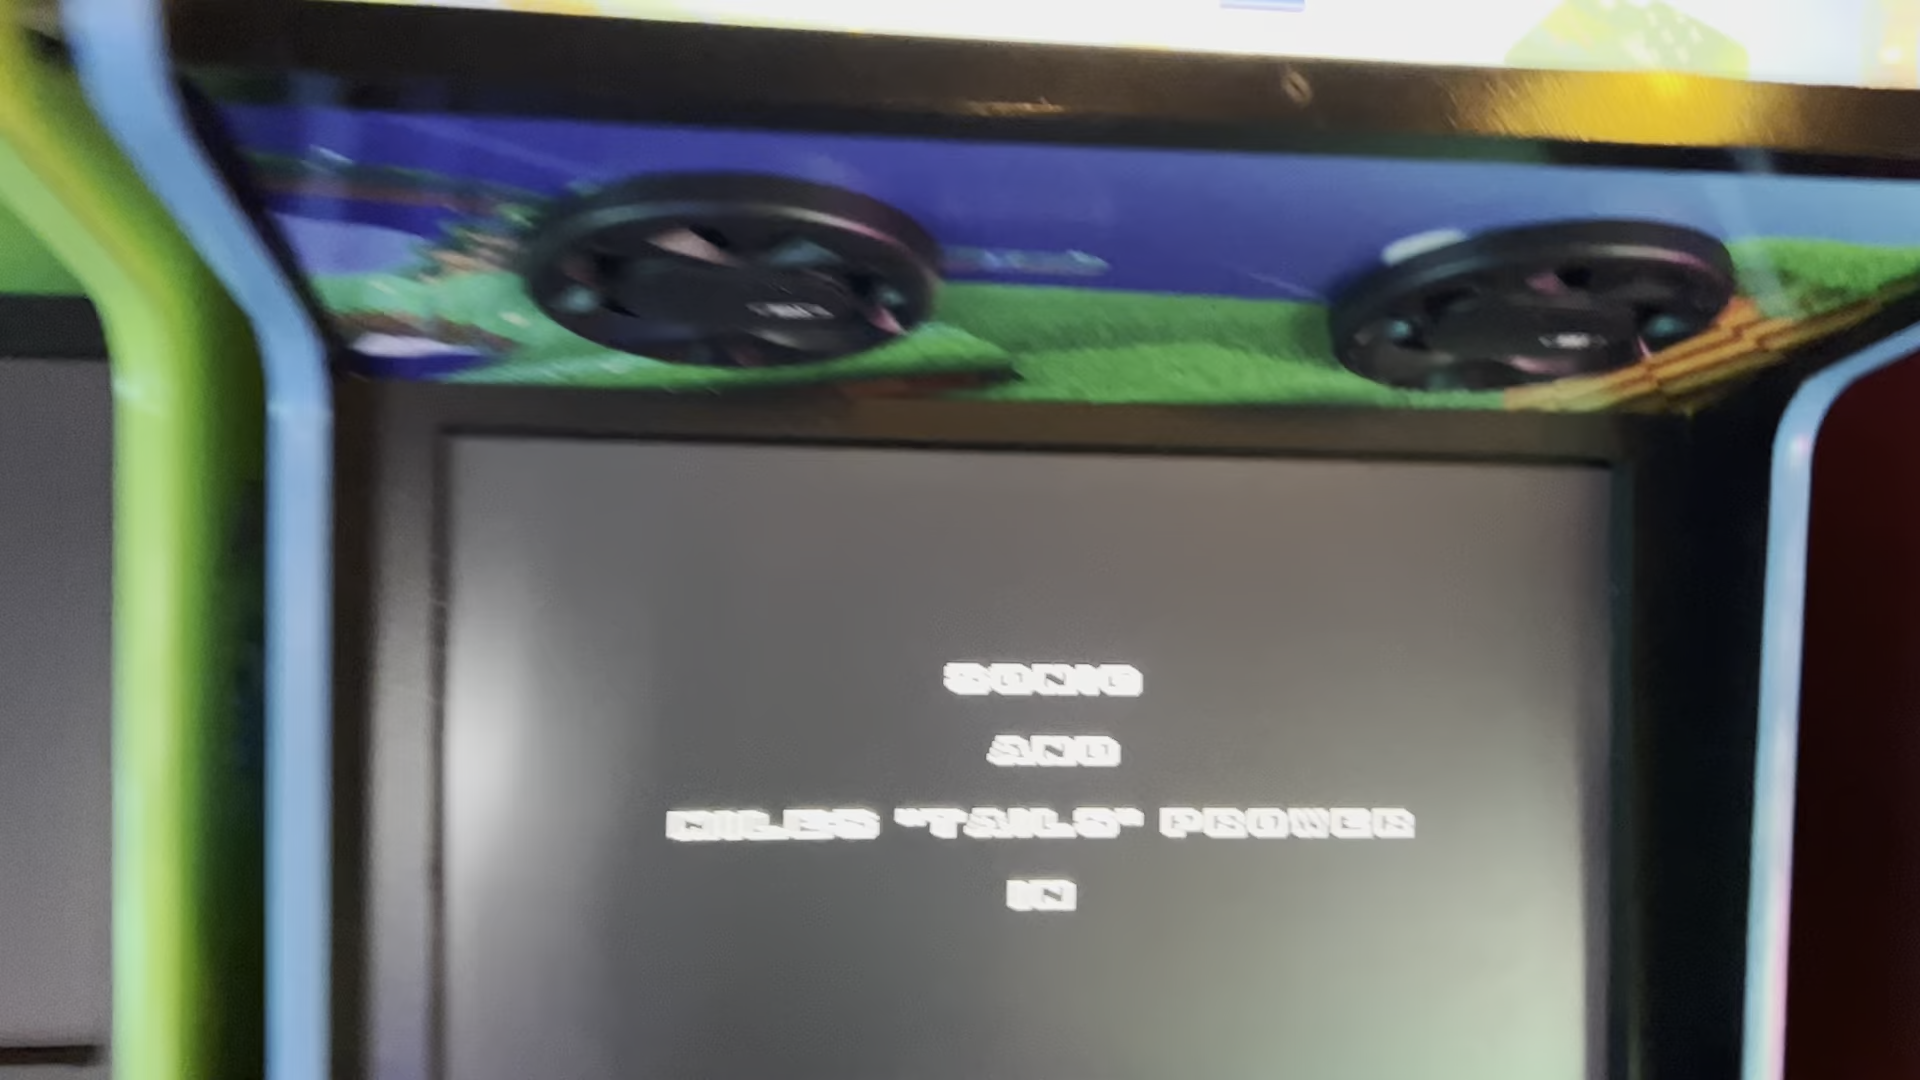 SONIC
AND
MILES "TAILS" PROWER
IN